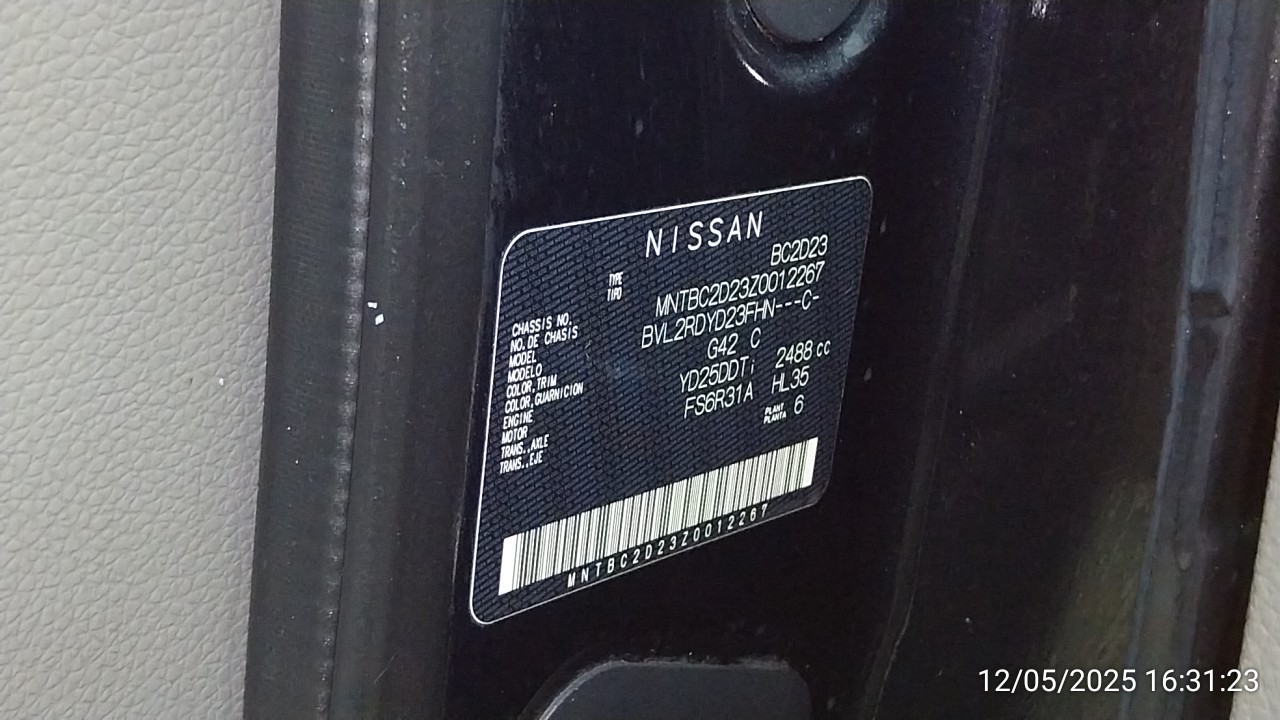 NISSAN
TYPE BC2D23
TIPO
CHASSIS NO. MNTBC2D23Z0012267
NO. DE CHASIS
MODEL BVL2RDYD23FHN---C-
MODELO
COLOR,TRIM G42 C
COLOR,GUARNICION
ENGINE YD25DDTi 2488 cc
MOTOR
TRANS.,AXLE FS6R31A HL35
TRANS.,EJE
PLANT 6
PLANTA
MNTBC2D23Z0012267
12/05/2025 16:31:23